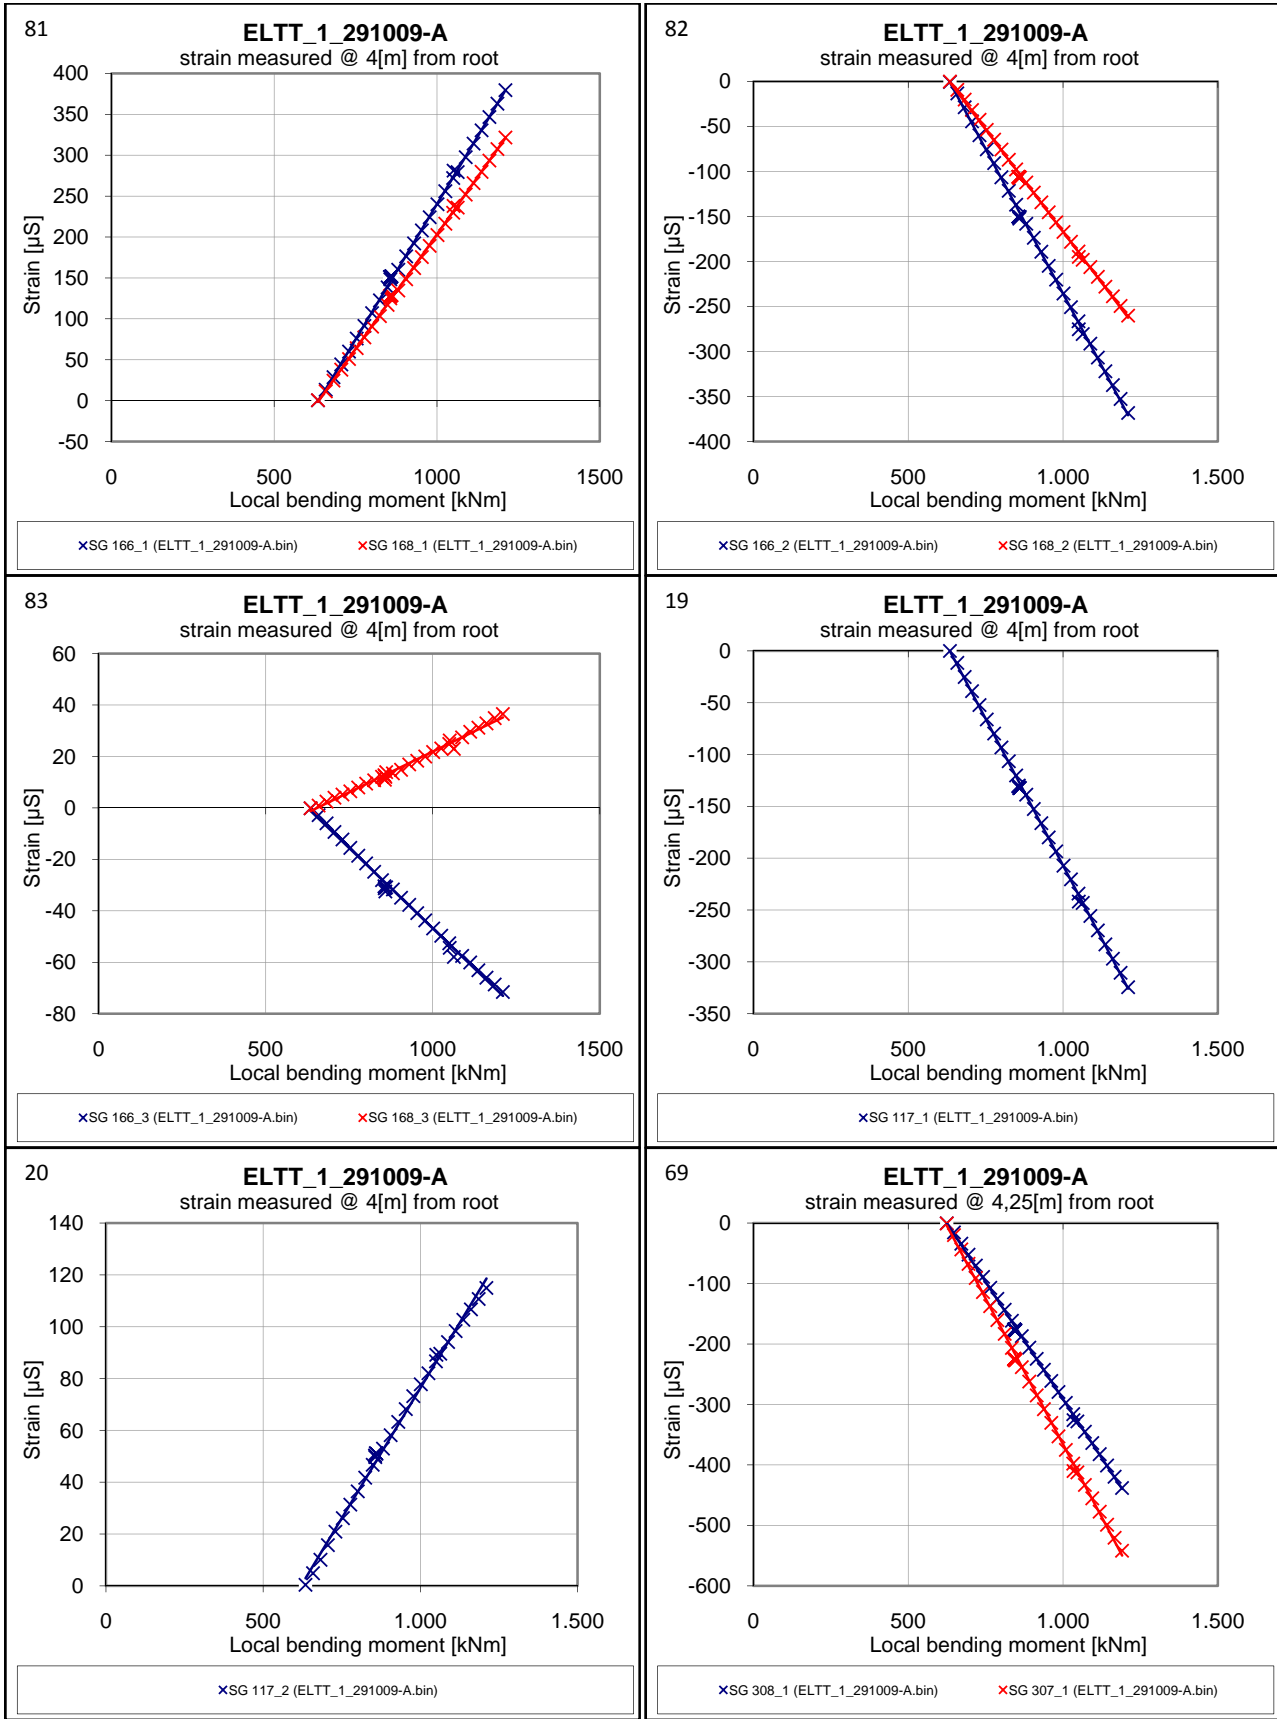 81
ELTT_1_291009-A
strain measured @ 4[m] from root
400
350
300
250
200
150
100
50
0
-50
Strain [µS]
0 500 1000 1500
Local bending moment [kNm]
SG 166_1 (ELTT_1_291009-A.bin) SG 168_1 (ELTT_1_291009-A.bin)
82
ELTT_1_291009-A
strain measured @ 4[m] from root
0
-50
-100
-150
-200
-250
-300
-350
-400
Strain [µS]
0 500 1.000 1.500
Local bending moment [kNm]
SG 166_2 (ELTT_1_291009-A.bin) SG 168_2 (ELTT_1_291009-A.bin)
83
ELTT_1_291009-A
strain measured @ 4[m] from root
60
40
20
0
-20
-40
-60
-80
Strain [µS]
0 500 1000 1500
Local bending moment [kNm]
SG 166_3 (ELTT_1_291009-A.bin) SG 168_3 (ELTT_1_291009-A.bin)
19
ELTT_1_291009-A
strain measured @ 4[m] from root
0
-50
-100
-150
-200
-250
-300
-350
Strain [µS]
0 500 1.000 1.500
Local bending moment [kNm]
SG 117_1 (ELTT_1_291009-A.bin)
20
ELTT_1_291009-A
strain measured @ 4[m] from root
140
120
100
80
60
40
20
0
Strain [µS]
0 500 1.000 1.500
Local bending moment [kNm]
SG 117_2 (ELTT_1_291009-A.bin)
69
ELTT_1_291009-A
strain measured @ 4,25[m] from root
0
-100
-200
-300
-400
-500
-600
Strain [µS]
0 500 1.000 1.500
Local bending moment [kNm]
SG 308_1 (ELTT_1_291009-A.bin) SG 307_1 (ELTT_1_291009-A.bin)